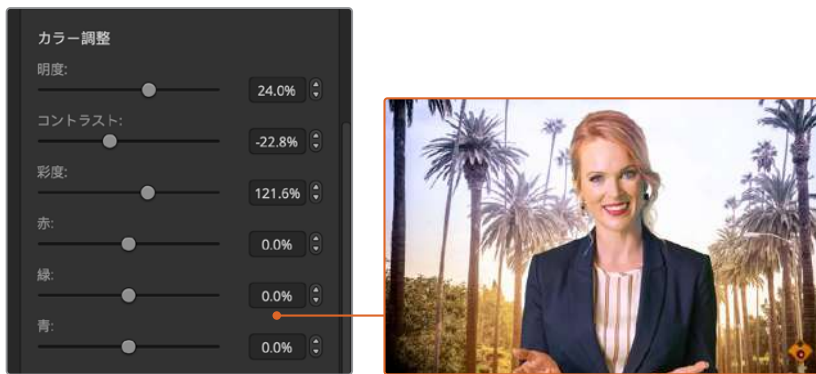 カラー調整
明度:
24.0%
コントラスト:
-22.8%
彩度:
121.6%
赤:
0.0%
緑:
0.0%
青:
0.0%